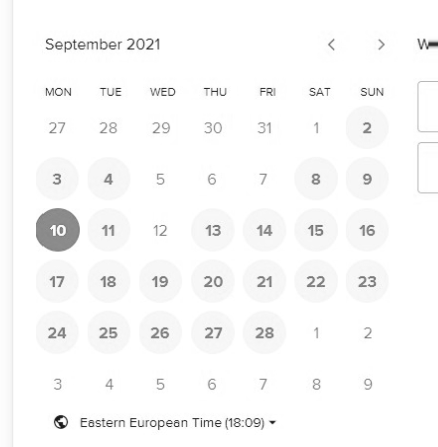 September 2021
MON TUE WED THU FRI SAT SUN
27 28 29 30 31 1 2
3 4 5 6 7 8 9
10 11 12 13 14 15 16
17 18 19 20 21 22 23
24 25 26 27 28 1 2
3 4 5 6 7 8 9
Eastern European Time (18:09)